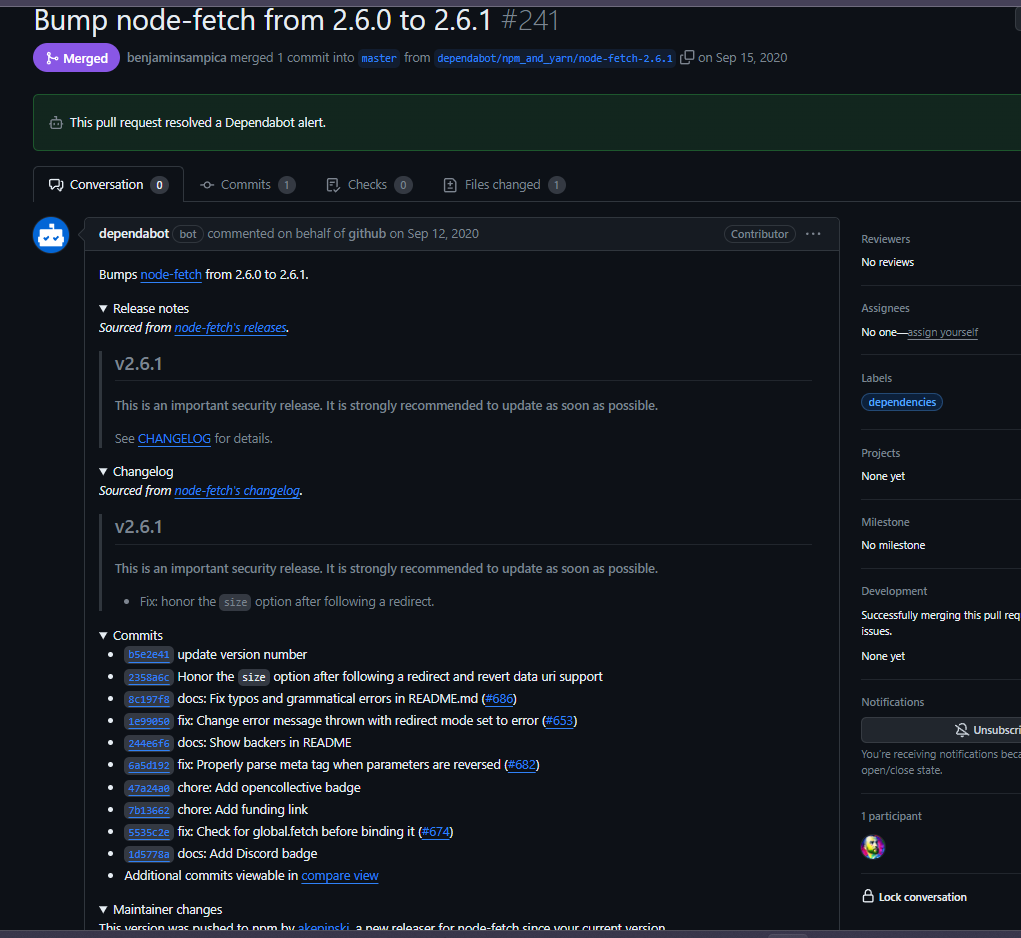 Bump node-fetch from 2.6.0 to 2.6.1 #241
Merged benjaminsampica merged 1 commit into master from dependabot/npm_and_yarn/node-fetch-2.6.1 on Sep 15, 2020
This pull request resolved a Dependabot alert.
Conversation 0 Commits 1 Checks 0 Files changed 1
dependabot bot commented on behalf of github on Sep 12, 2020 Contributor ...
Bumps node-fetch from 2.6.0 to 2.6.1.
Release notes
Sourced from node-fetch's releases.
v2.6.1
This is an important security release. It is strongly recommended to update as soon as possible.
See CHANGELOG for details.
Changelog
Sourced from node-fetch's changelog.
v2.6.1
This is an important security release. It is strongly recommended to update as soon as possible.
• Fix: honor the size option after following a redirect.
Commits
• b5e2e41 update version number
• 2358a6c Honor the size option after following a redirect and revert data uri support
• 8c197f8 docs: Fix typos and grammatical errors in README.md (#686)
• 1e99050 fix: Change error message thrown with redirect mode set to error (#653)
• 244e6f6 docs: Show backers in README
• 6a5d192 fix: Properly parse meta tag when parameters are reversed (#682)
• 47a24a0 chore: Add opencollective badge
• 7b13662 chore: Add funding link
• 5535c2e fix: Check for global.fetch before binding it (#674)
• 1d5778a docs: Add Discord badge
• Additional commits viewable in compare view
Maintainer changes
This version was pushed to npm by akepinski, a new releaser for node-fetch since your current version.
Reviewers
No reviews
Assignees
No one—assign yourself
Labels
dependencies
Projects
None yet
Milestone
No milestone
Development
Successfully merging this pull req
issues.
None yet
Notifications
Unsubscri
You're receiving notifications beca
open/close state.
1 participant
Lock conversation